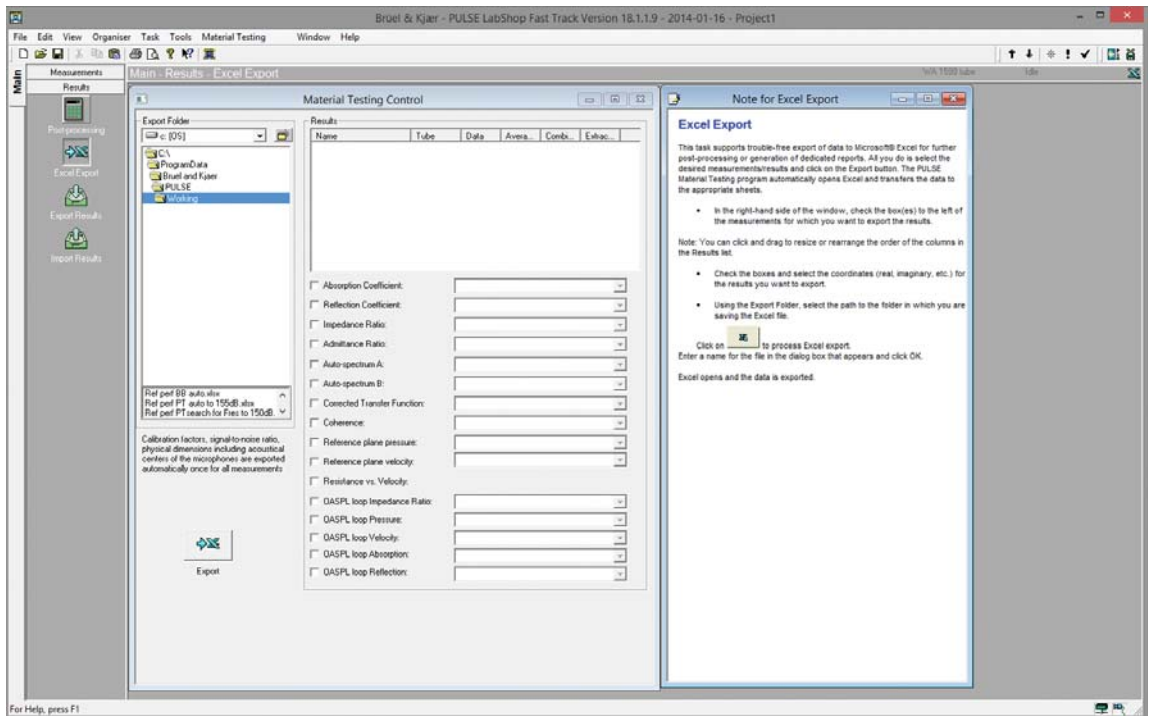 Brüel & Kjær - PULSE LabShop Fast Track Version 18.1.1.9 - 2014-01-16 - Project1
File Edit View Organiser Task Tools Material Testing Window Help
Main
Measurements
Results
Post-processing
Excel Export
Export Results
Import Results
Main - Results - Excel Export
WA 1599 tube
Idle
Material Testing Control
Export Folder
c: [OS]
C:\
ProgramData
Bruel and Kjaer
PULSE
Working
Ref perf BB auto.xlsx
Ref perf PT auto to 155dB.xlsx
Ref perf PT search for Fres to 150dB.
Calibration factors, signal-to-noise ratio,
physical dimensions including acoustical
centers of the microphones are exported
automatically once for all measurements
Export
Results
Name Tube Data Avera... Combi... Extrac...
Absorption Coefficient:
Reflection Coefficient:
Impedance Ratio:
Admittance Ratio:
Auto-spectrum A:
Auto-spectrum B:
Corrected Transfer Function:
Coherence:
Reference plane pressure:
Reference plane velocity:
Resistance vs. Velocity:
OASPL loop Impedance Ratio:
OASPL loop Pressure:
OASPL loop Velocity:
OASPL loop Absorption:
OASPL loop Reflection:
Note for Excel Export
Excel Export
This task supports trouble-free export of data to Microsoft® Excel for further
post-processing or generation of dedicated reports. All you do is select the
desired measurements/results and click on the Export button. The PULSE
Material Testing program automatically opens Excel and transfers the data to
the appropriate sheets.
• In the right-hand side of the window, check the box(es) to the left of
the measurements for which you want to export the results.
Note: You can click and drag to resize or rearrange the order of the columns in
the Results list.
• Check the boxes and select the coordinates (real, imaginary, etc.) for
the results you want to export.
• Using the Export Folder, select the path to the folder in which you are
saving the Excel file.
Click on to process Excel export.
Enter a name for the file in the dialog box that appears and click OK.
Excel opens and the data is exported.
For Help, press F1